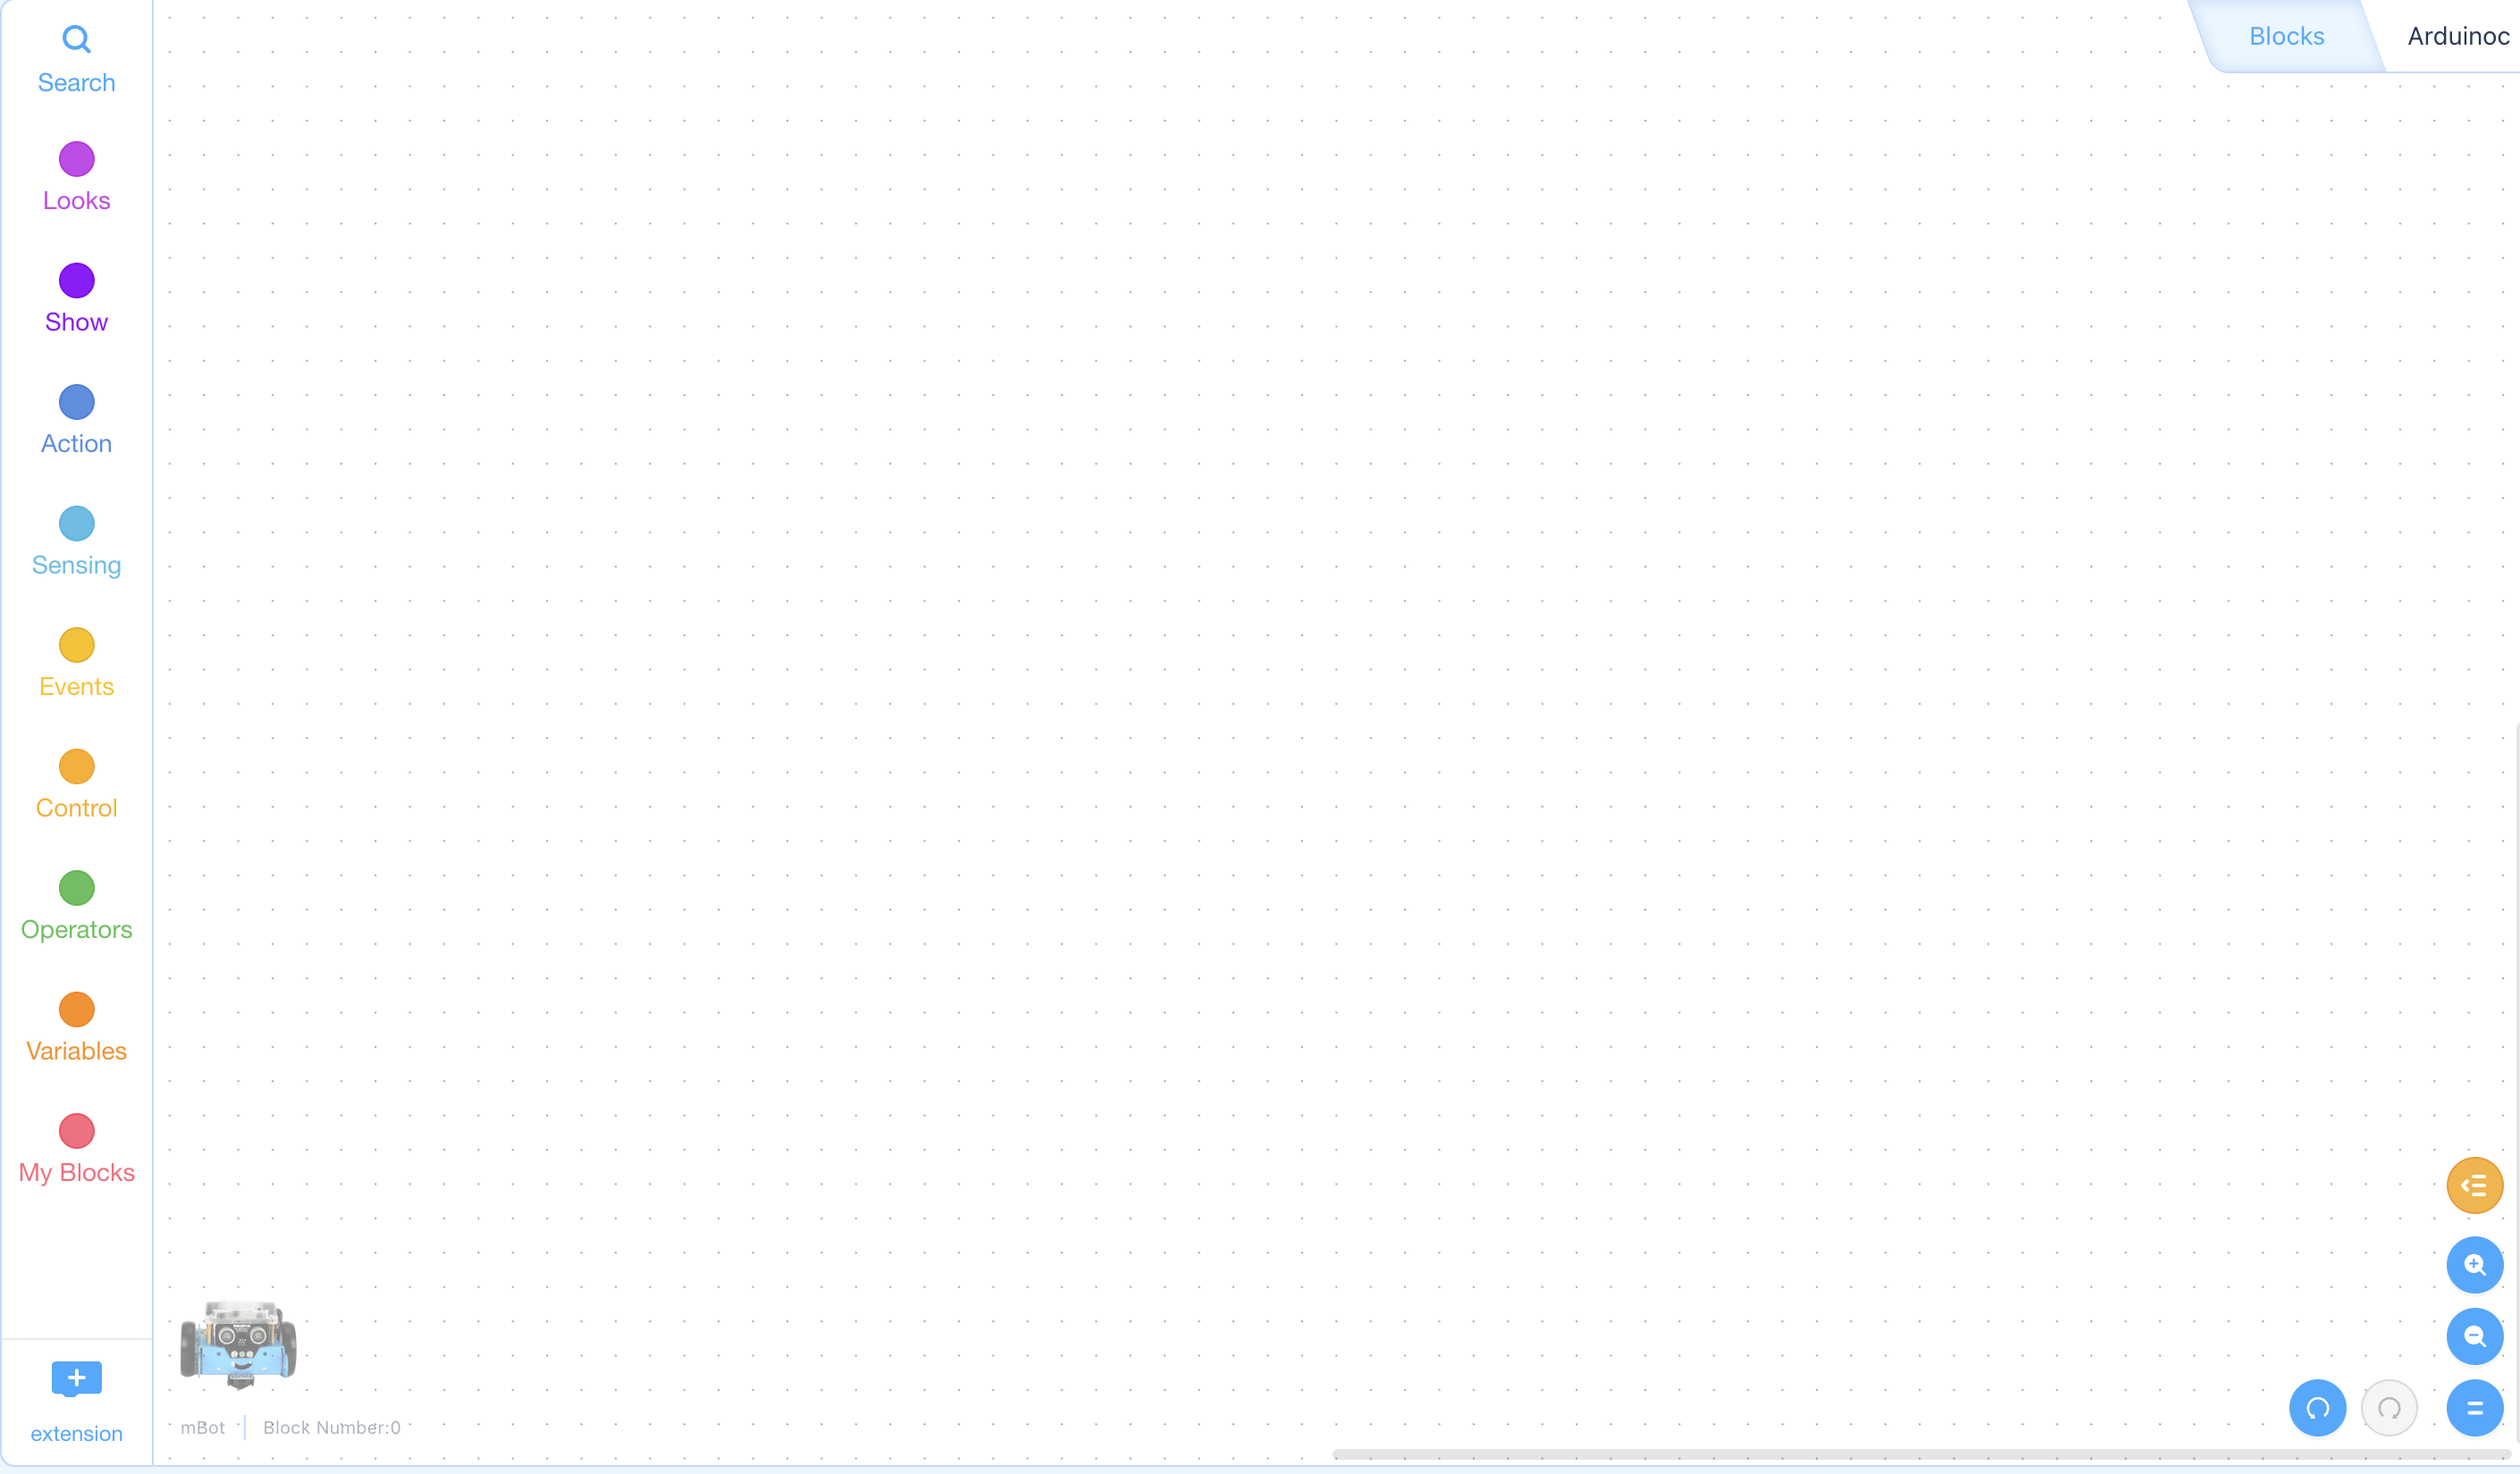 Search
Looks
Show
Action
Sensing
Events
Control
Operators
Variables
My Blocks
extension
Blocks
Arduinoc
mBot
Block Number:0